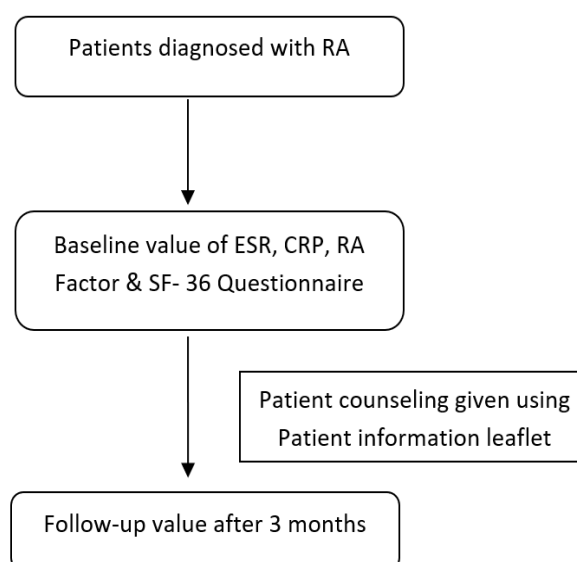 Patients diagnosed with RA
Baseline value of ESR, CRP, RA
Factor & SF- 36 Questionnaire
Patient counseling given using
Patient information leaflet
Follow-up value after 3 months